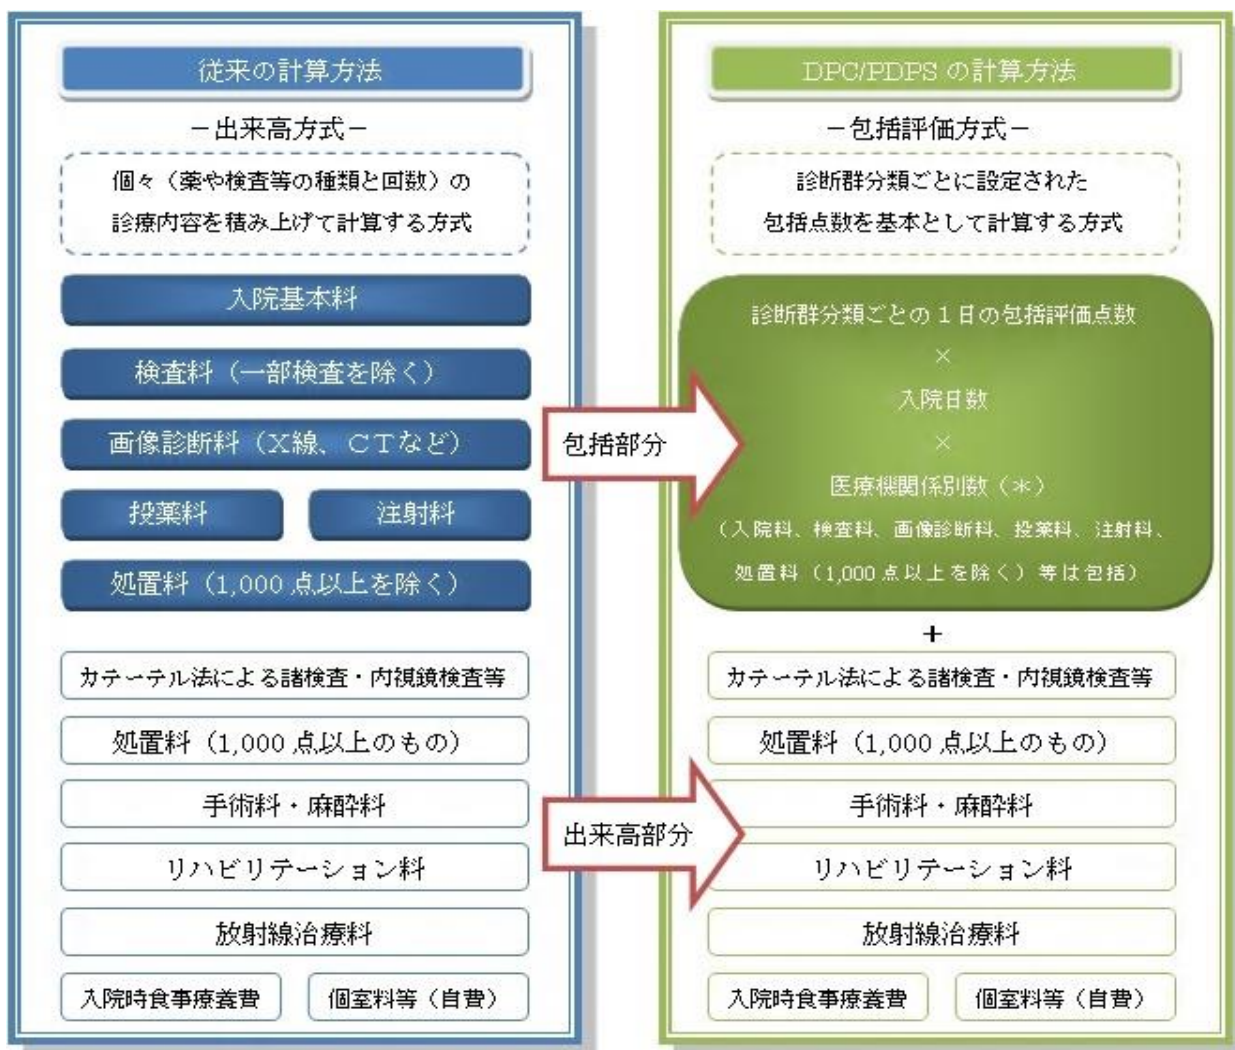 従来の計算方法
－出来高方式－
個々（薬や検査等の種類と回数）の
診療内容を積み上げて計算する方式
入院基本料
検査料（一部検査を除く）
画像診断料（X線、CTなど）
投薬料
注射料
処置料（1,000 点以上を除く）
カテーテル法による諸検査・内視鏡検査等
処置料（1,000 点以上のもの）
手術料・麻酔料
リハビリテーション料
放射線治療料
入院時食事療養費
個室料等（自費）
包括部分
出来高部分
DPC/PDPS の計算方法
－包括評価方式－
診断群分類ごとに設定された
包括点数を基本として計算する方式
診断群分類ごとの 1 日の包括評価点数
×
入院日数
×
医療機関係別数（＊）
（入院料、検査料、画像診断料、投薬料、注射料、
処置料（1,000 点以上を除く）等は包括）
＋
カテーテル法による諸検査・内視鏡検査等
処置料（1,000 点以上のもの）
手術料・麻酔料
リハビリテーション料
放射線治療料
入院時食事療養費
個室料等（自費）